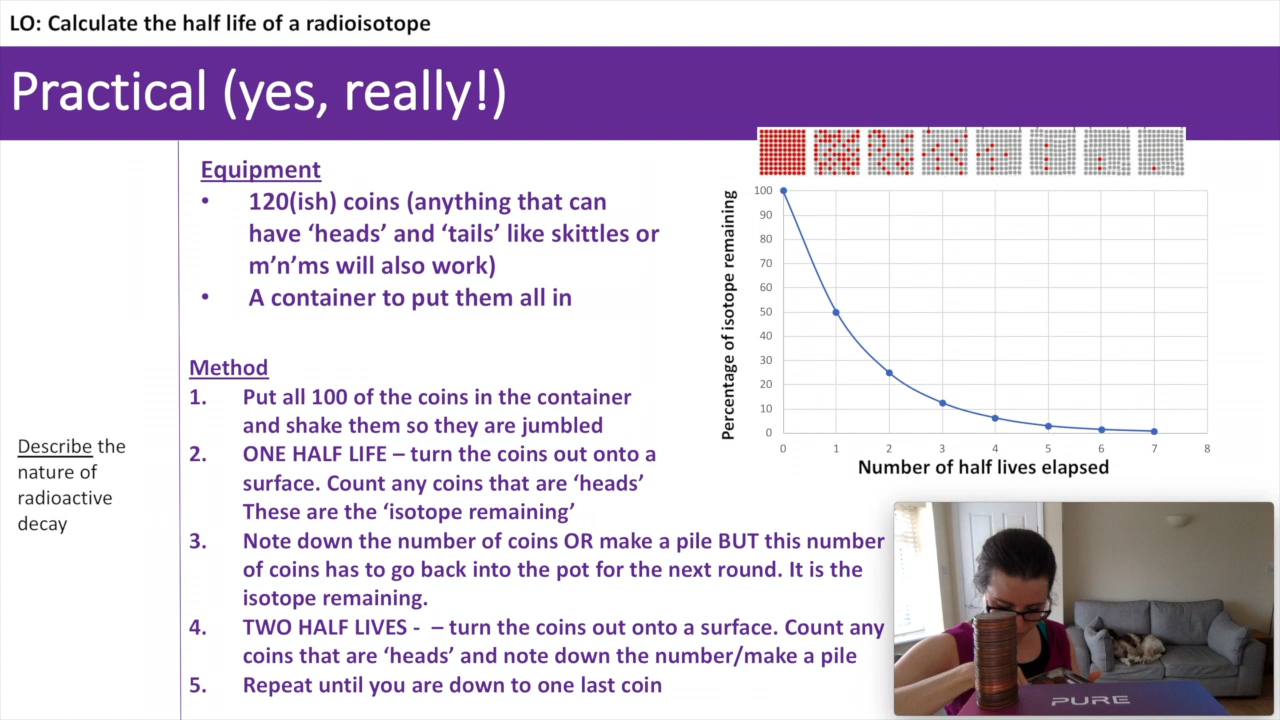 LO: Calculate the half life of a radioisotope
Practical (yes, really!)
Equipment
• 120(ish) coins (anything that can
have ‘heads’ and ‘tails’ like skittles or
m’n’ms will also work)
• A container to put them all in
Method
1. Put all 100 of the coins in the container
and shake them so they are jumbled
2. ONE HALF LIFE – turn the coins out onto a
surface. Count any coins that are ‘heads’
These are the ‘isotope remaining’
3. Note down the number of coins OR make a pile BUT this number
of coins has to go back into the pot for the next round. It is the
isotope remaining.
4. TWO HALF LIVES - – turn the coins out onto a surface. Count any
coins that are ‘heads’ and note down the number/make a pile
5. Repeat until you are down to one last coin
Describe the
nature of
radioactive
decay
Percentage of isotope remaining
100
90
80
70
60
50
40
30
20
10
0
0 1 2 3 4 5 6 7 8
Number of half lives elapsed
PURE